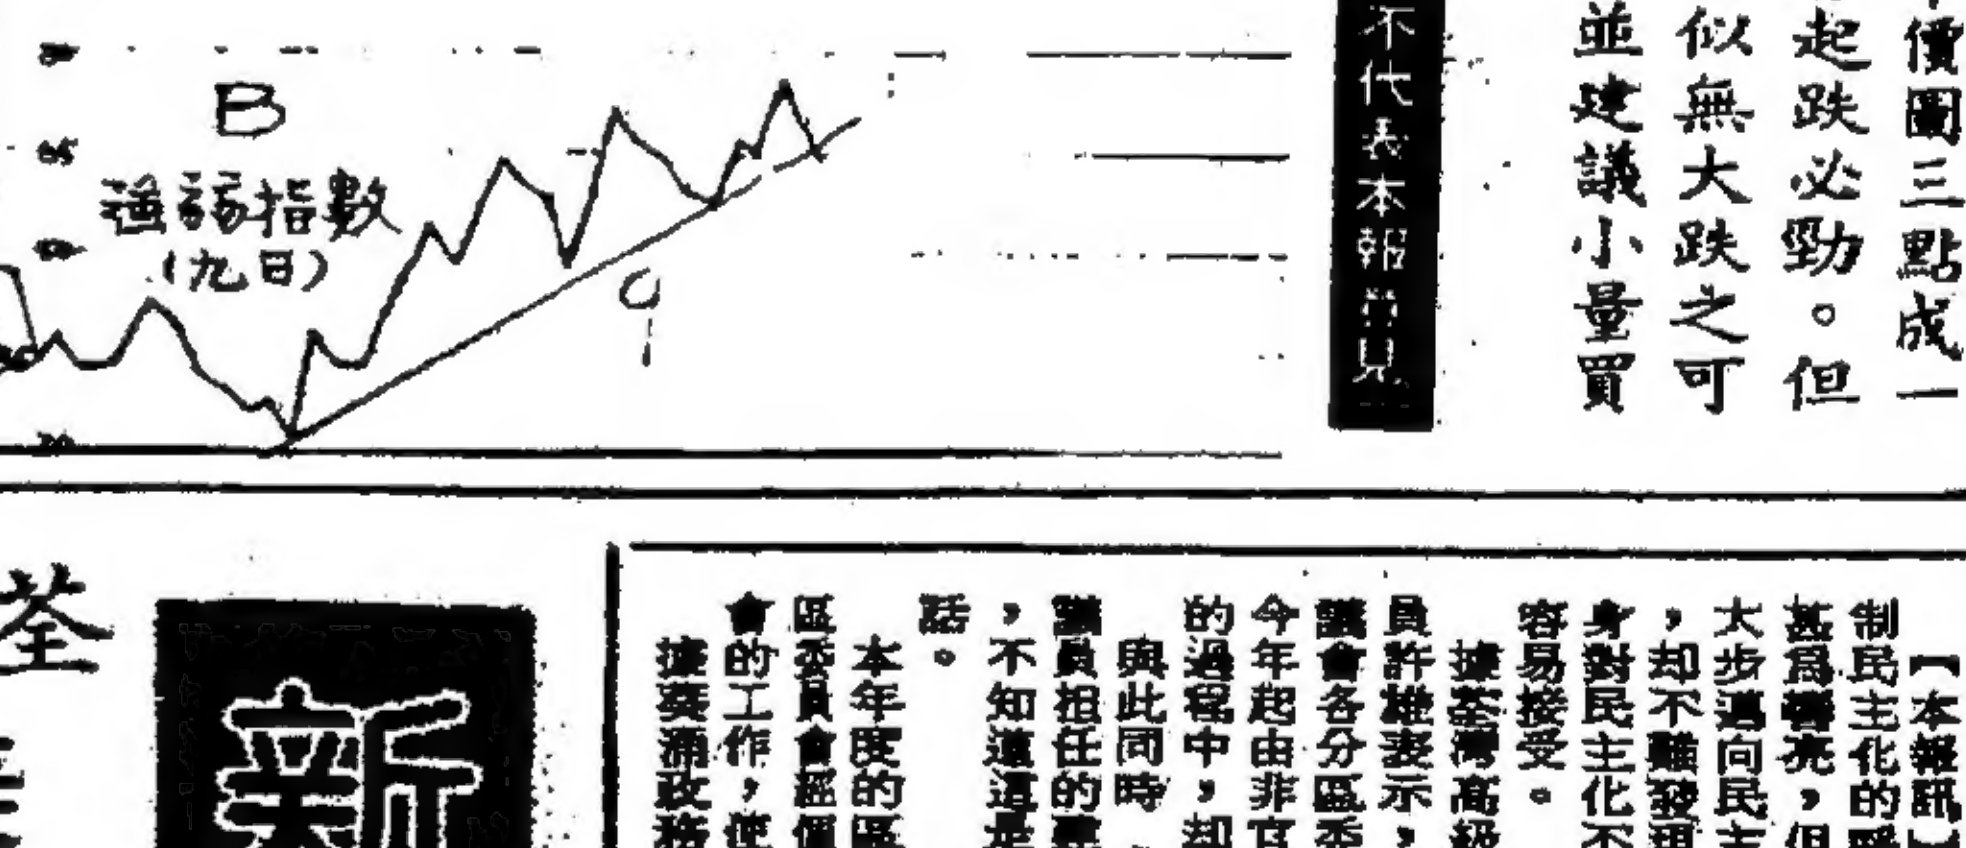 價圖三點成一
起跌必勁。但
似無大跌之可
並建議小量買
不代表本報意見
B
強弱指數
(九日)
【本報訊】
制民主化的
甚爲響亮，但
大步邁向民主
，却不難發現
身對民主化不
容易接受。
據荃灣高級
員許雄表示，
議會各分區委
今年起由非官
的過程中，却
與此同時
議員担任的
，不知道這是
話。
本年度的區
區委員會經個
會的工作，使
據葵涌政務
荃
新